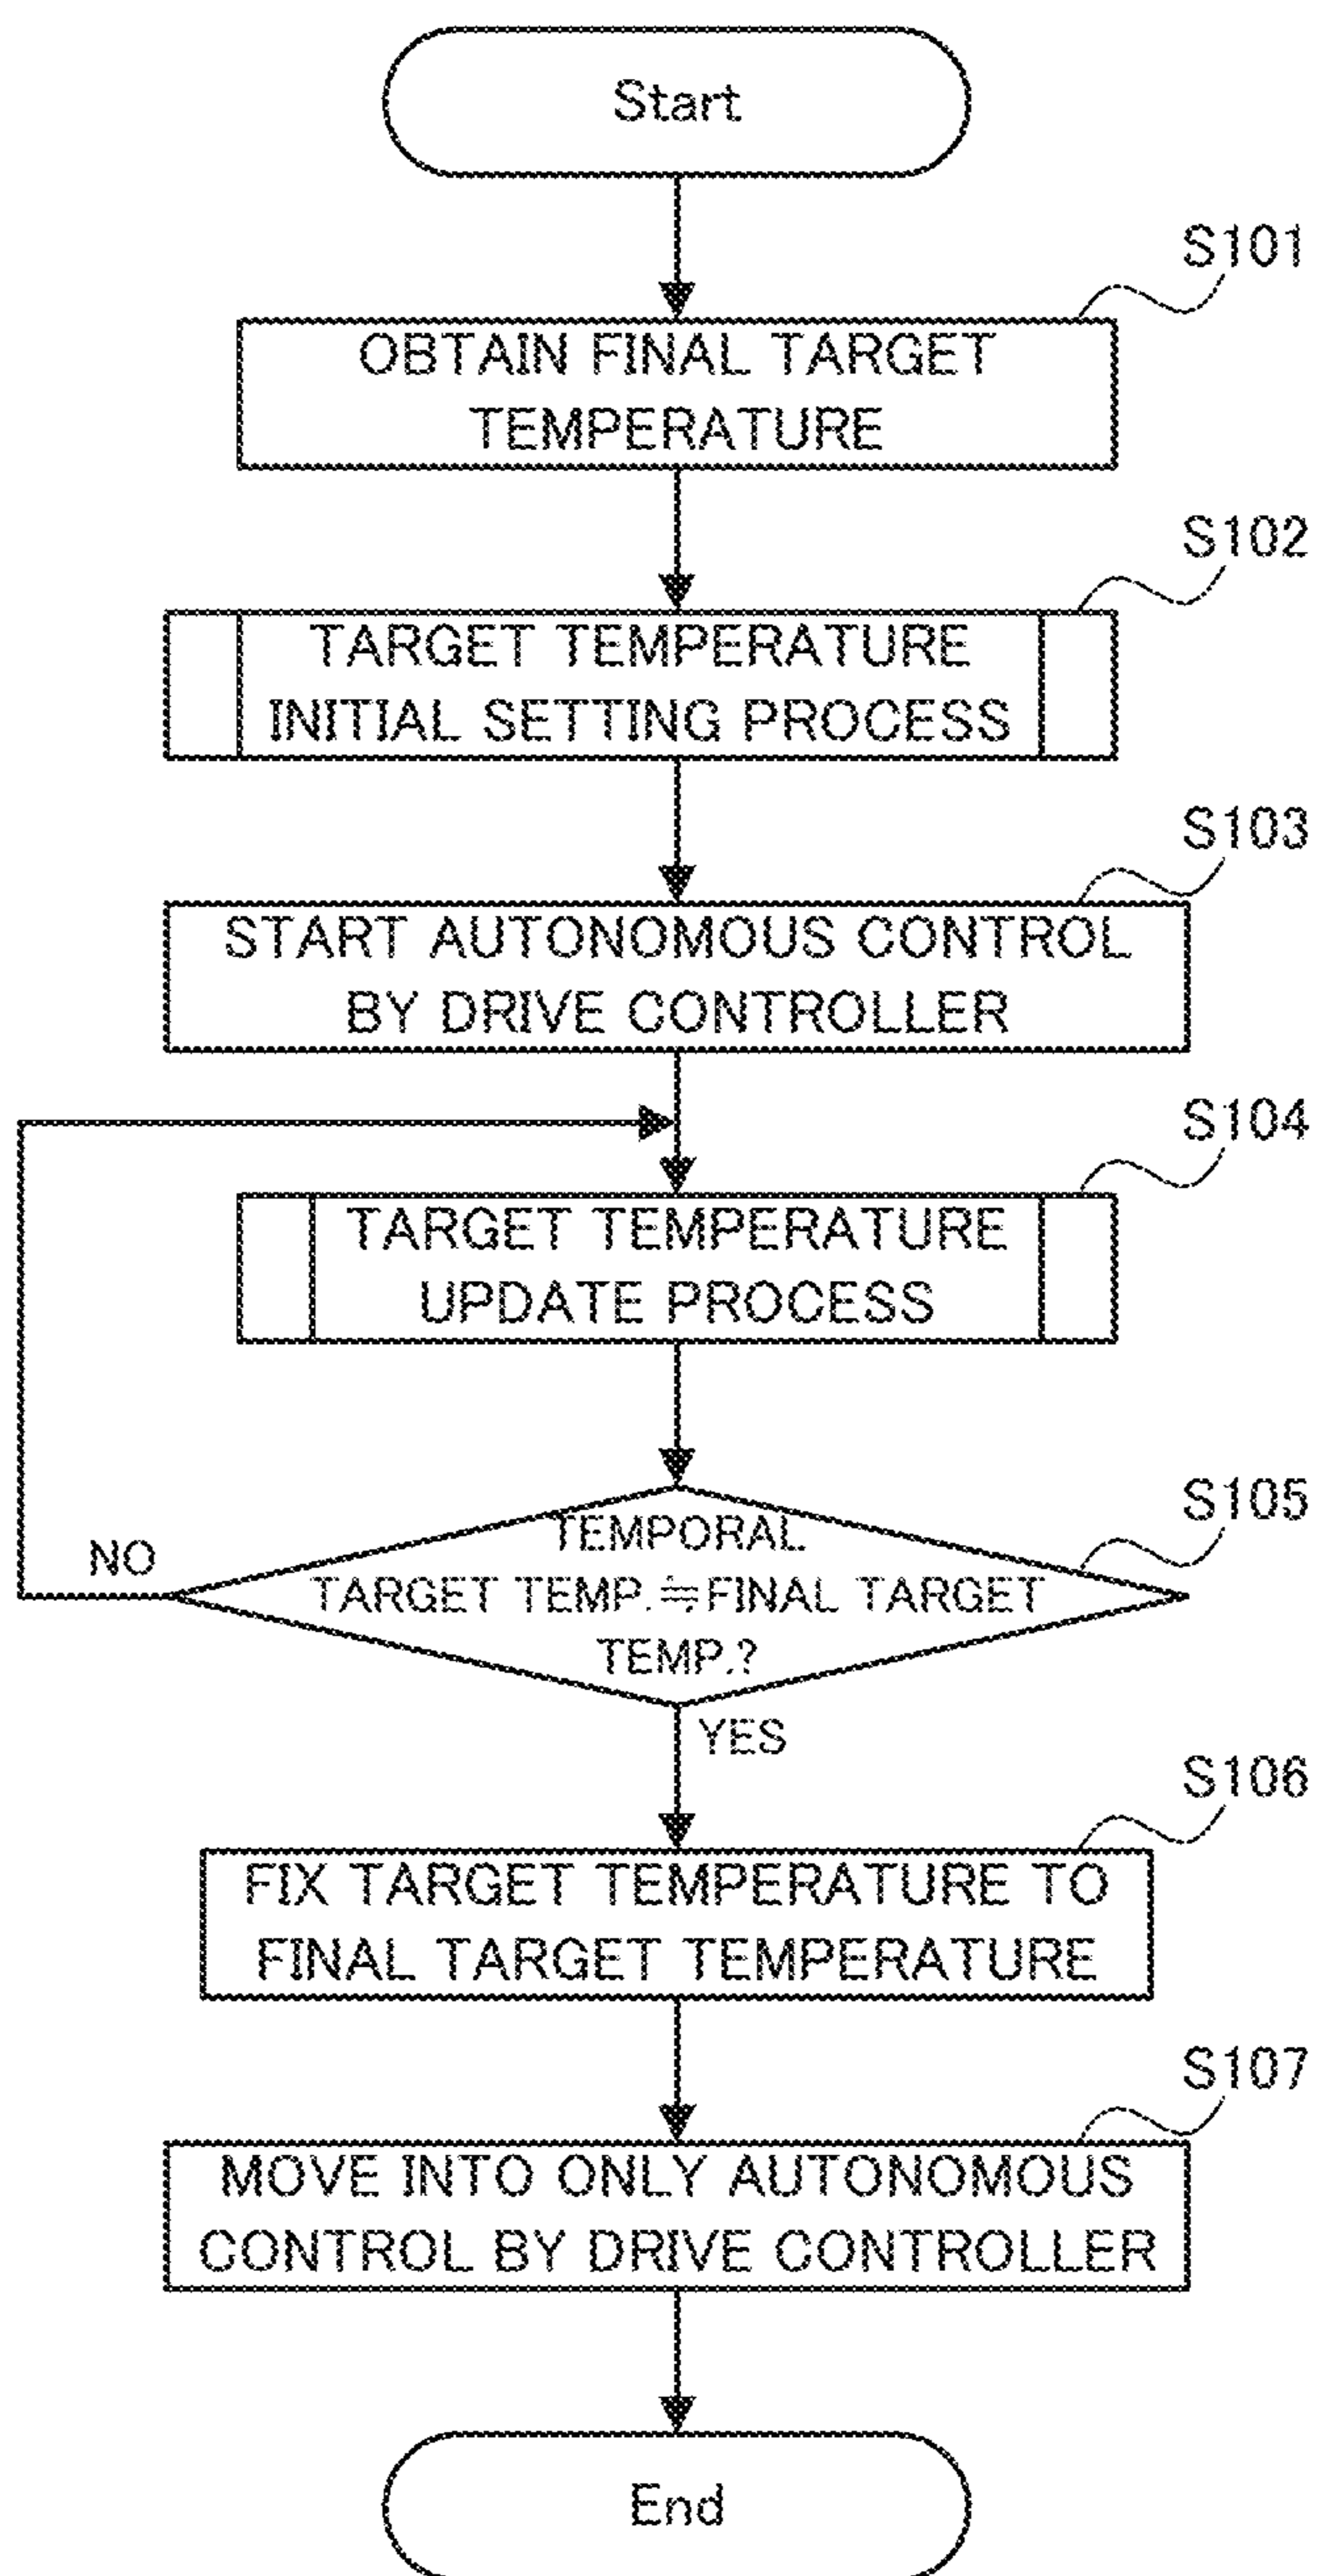 Start
S101
OBTAIN FINAL TARGET
TEMPERATURE
S102
TARGET TEMPERATURE
INITIAL SETTING PROCESS
S103
START AUTONOMOUS CONTROL
BY DRIVE CONTROLLER
S104
TARGET TEMPERATURE
UPDATE PROCESS
S105
NO
TEMPORAL
TARGET TEMP.≒FINAL TARGET
TEMP.?
YES
S106
FIX TARGET TEMPERATURE TO
FINAL TARGET TEMPERATURE
S107
MOVE INTO ONLY AUTONOMOUS
CONTROL BY DRIVE CONTROLLER
End